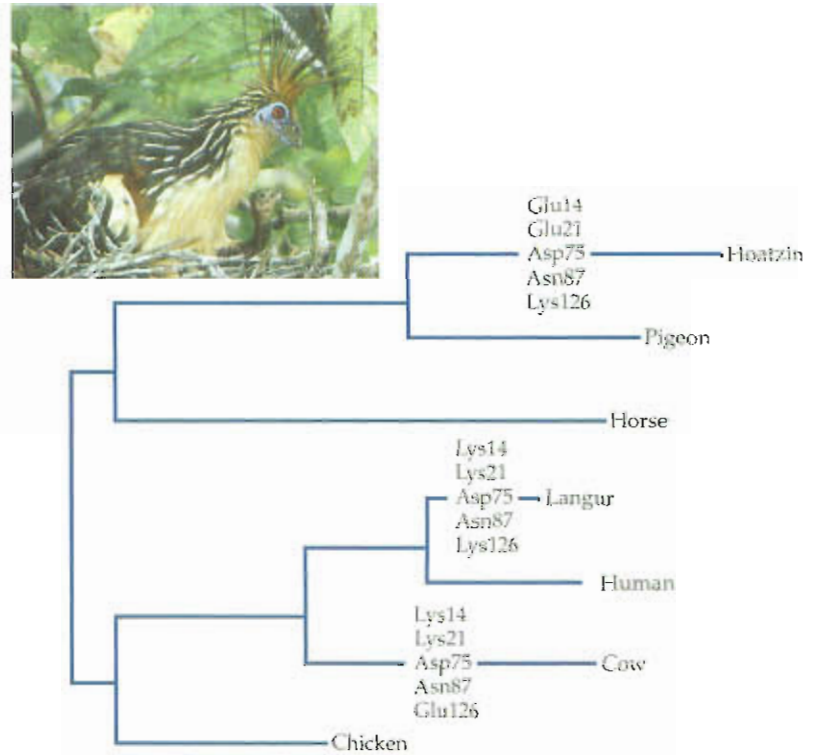 Glu14
Glu21
Asp75
Hoatzin
Asn87
Lys126
Pigeon
Horse
Lys14
Lys21
Asp75
Langur
Asn87
Lys126
Human
Lys14
Lys21
Asp75
Cow
Asn87
Glu126
Chicken